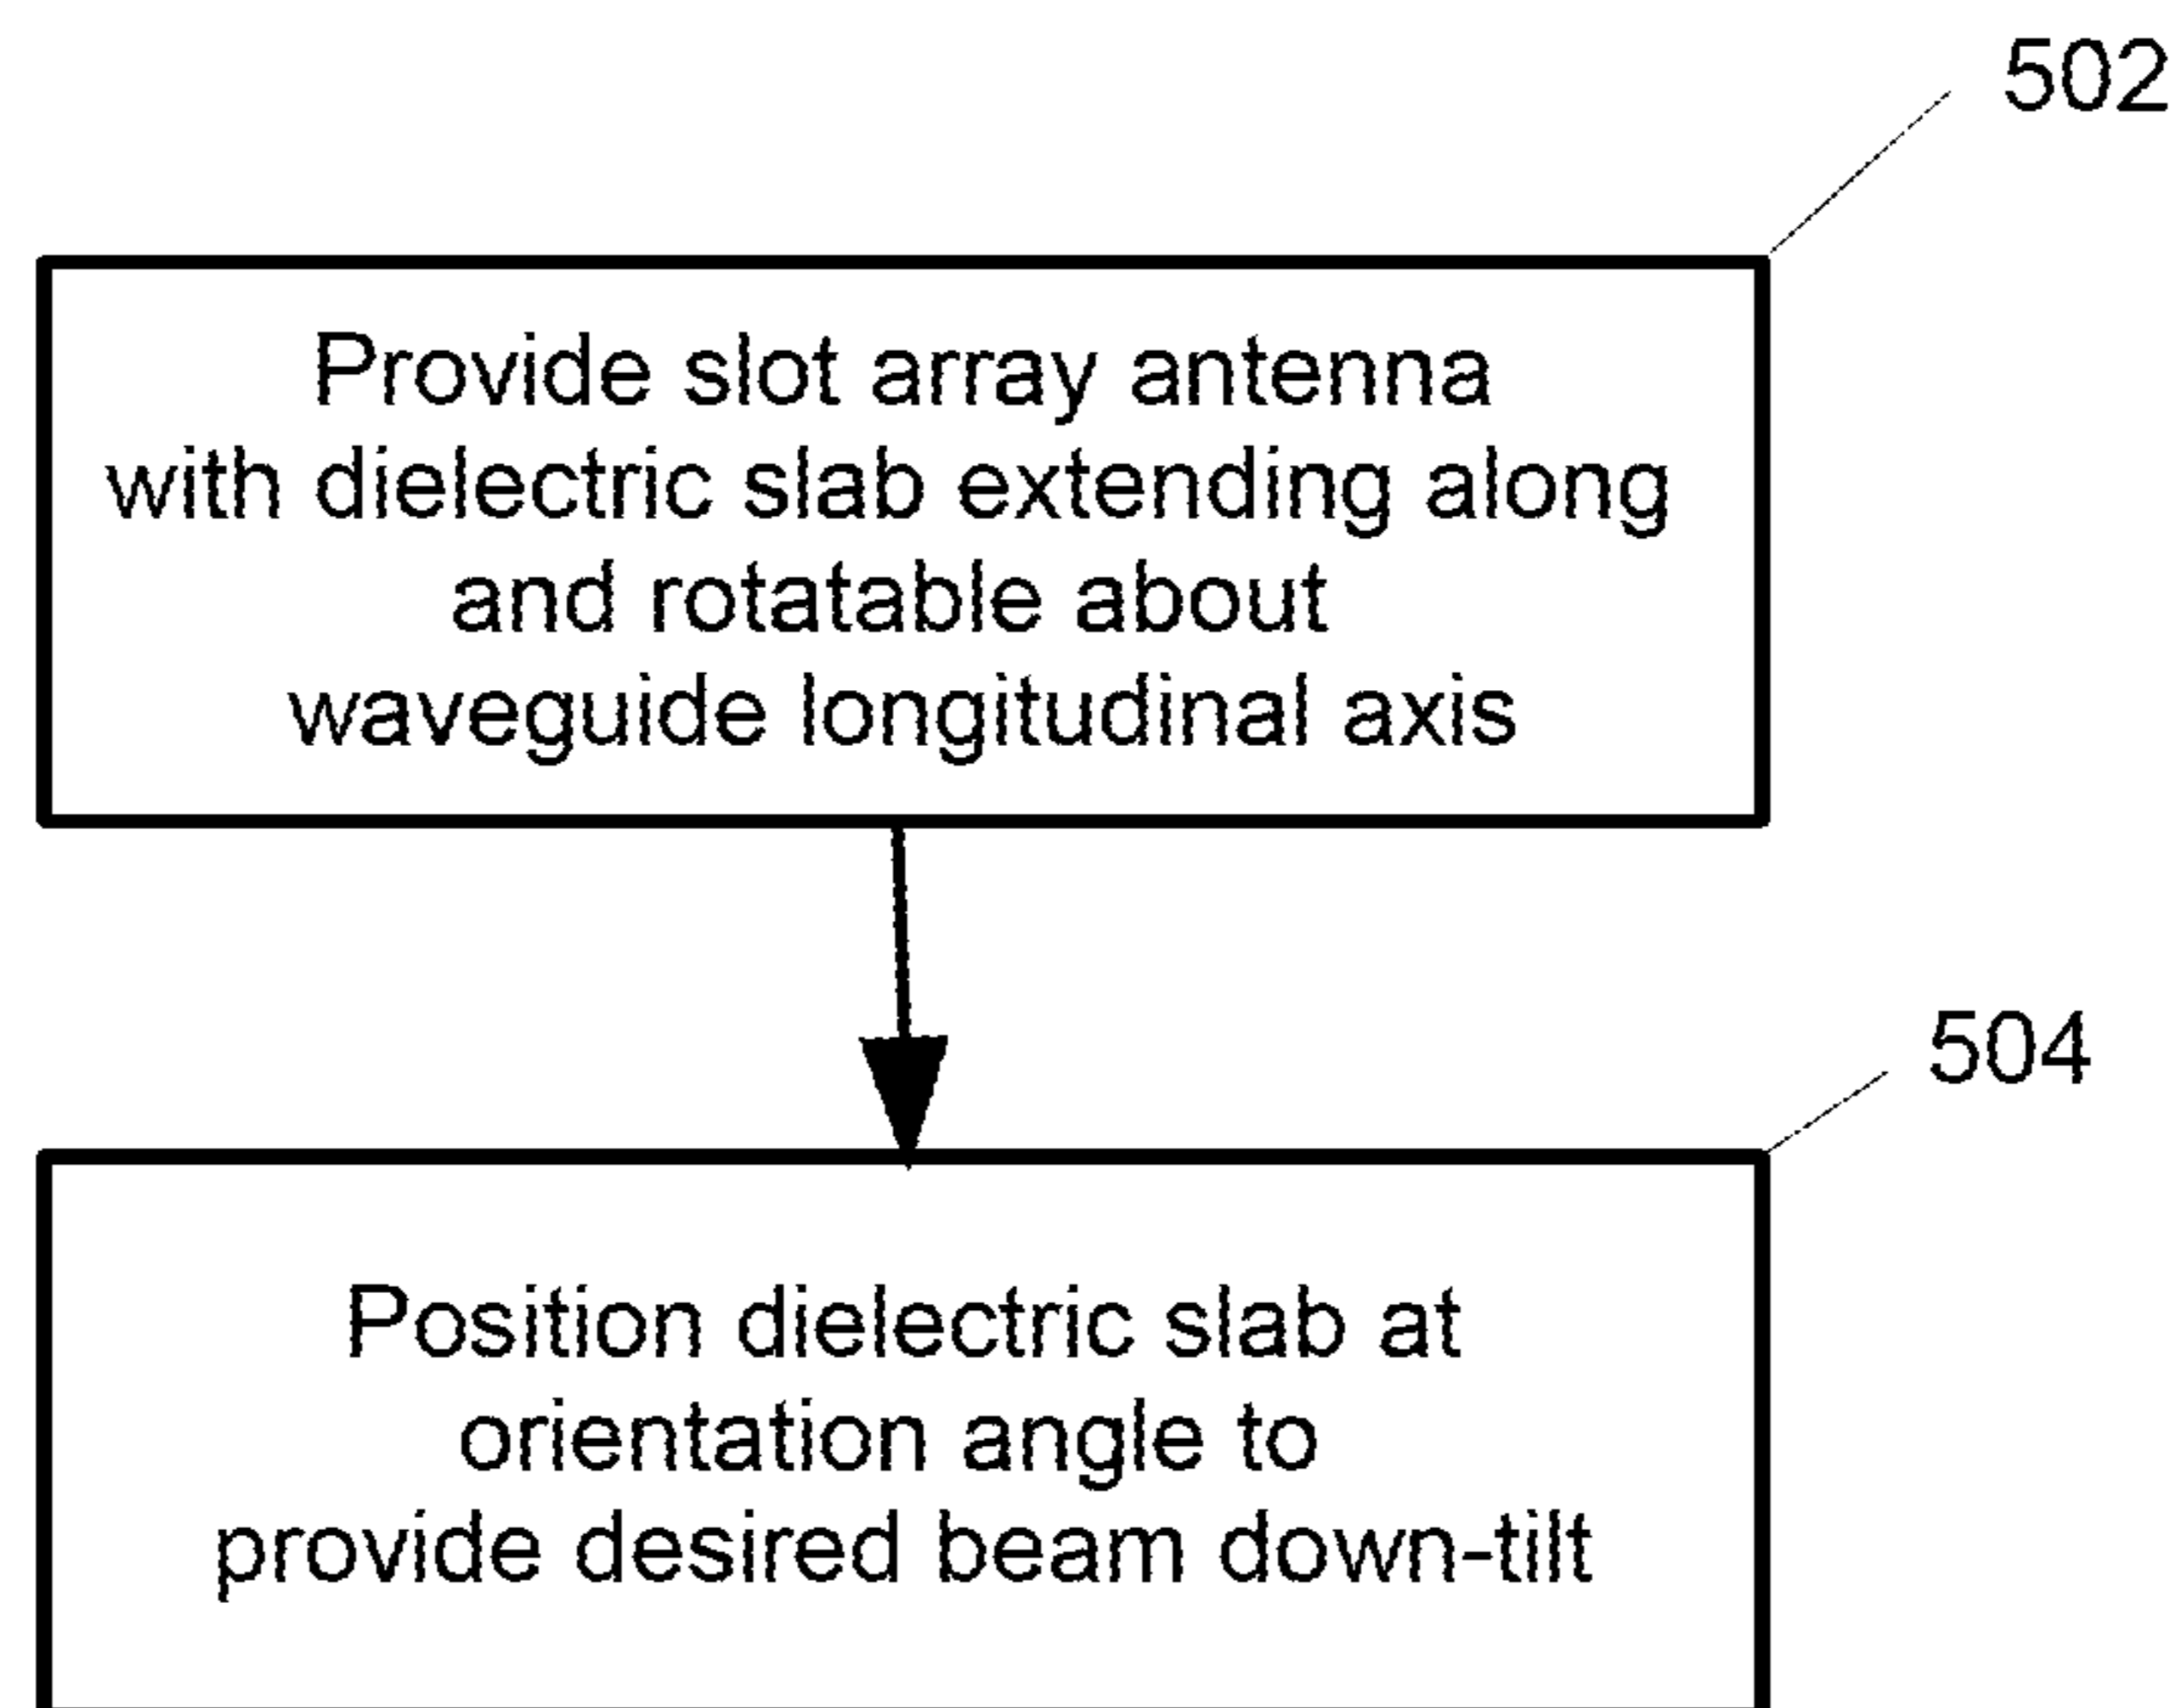 502
Provide slot array antenna
with dielectric slab extending along
and rotatable about
waveguide longitudinal axis
504
Position dielectric slab at
orientation angle to
provide desired beam down-tilt